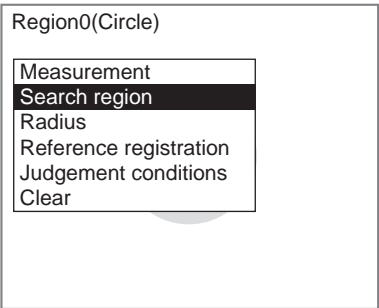 Region0(Circle)
Measurement
Search region
Radius
Reference registration
Judgement conditions
Clear